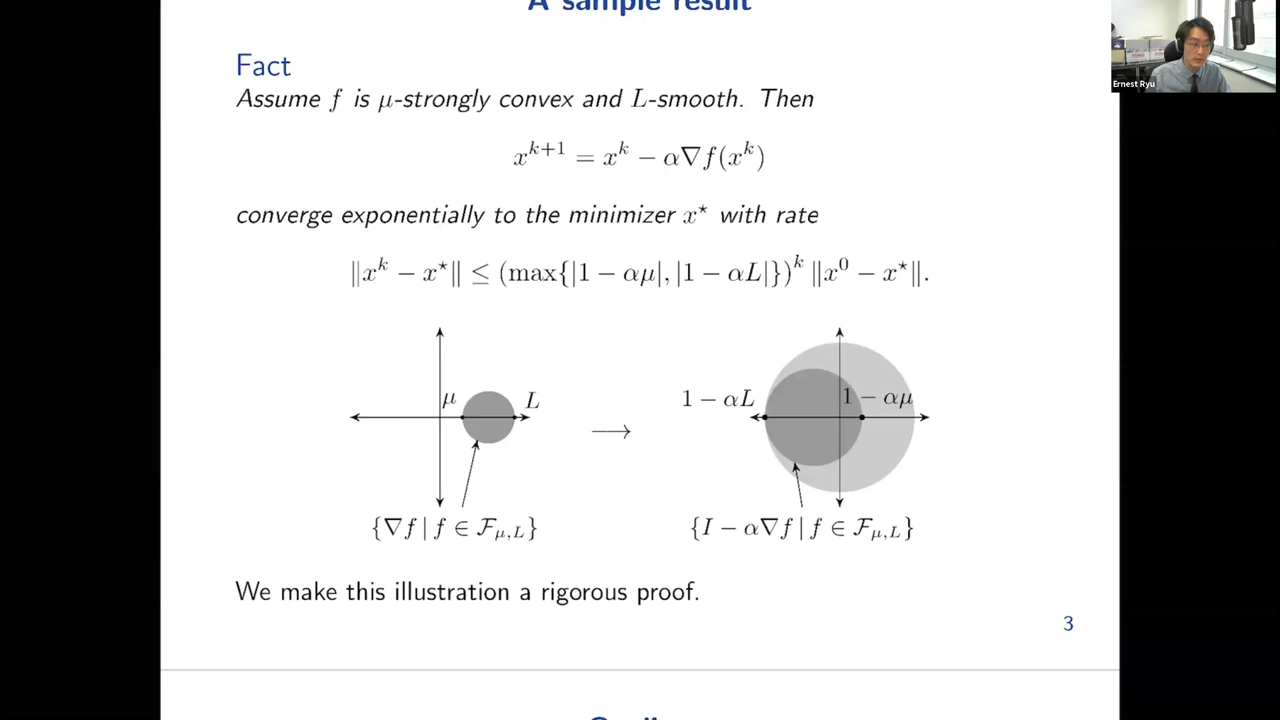 A sample result
Ernest Ryu
Fact
Assume f is μ-strongly convex and L-smooth. Then
x^{k+1} = x^k − α∇f(x^k)
converge exponentially to the minimizer x^⋆ with rate
‖x^k − x^⋆‖ ≤ (max{|1 − αμ|, |1 − αL|})^k ‖x^0 − x^⋆‖.
μ L
1 − αL 1 − αμ
⟶
{∇f | f ∈ ℱ_{μ,L}} {I − α∇f | f ∈ ℱ_{μ,L}}
We make this illustration a rigorous proof.
3